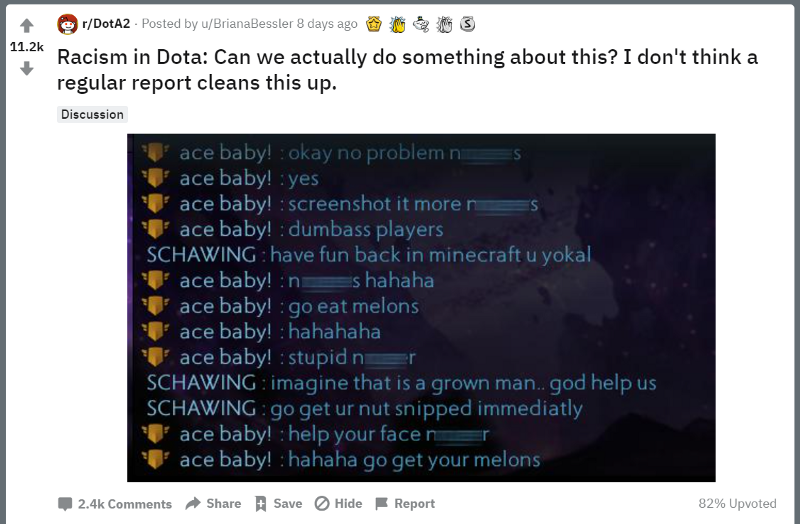 r/DotA2 · Posted by u/BrianaBessler 8 days ago
11.2k
Racism in Dota: Can we actually do something about this? I don't think a
regular report cleans this up.
Discussion
ace baby! : okay no problem n s
ace baby! : yes
ace baby! : screenshot it more n s
ace baby! : dumbass players
SCHAWING : have fun back in minecraft u yokal
ace baby! : n s hahaha
ace baby! : go eat melons
ace baby! : hahahaha
ace baby! : stupid n r
SCHAWING : imagine that is a grown man.. god help us
SCHAWING : go get ur nut snipped immediatly
ace baby! : help your face n r
ace baby! : hahaha go get your melons
2.4k Comments Share Save Hide Report 82% Upvoted